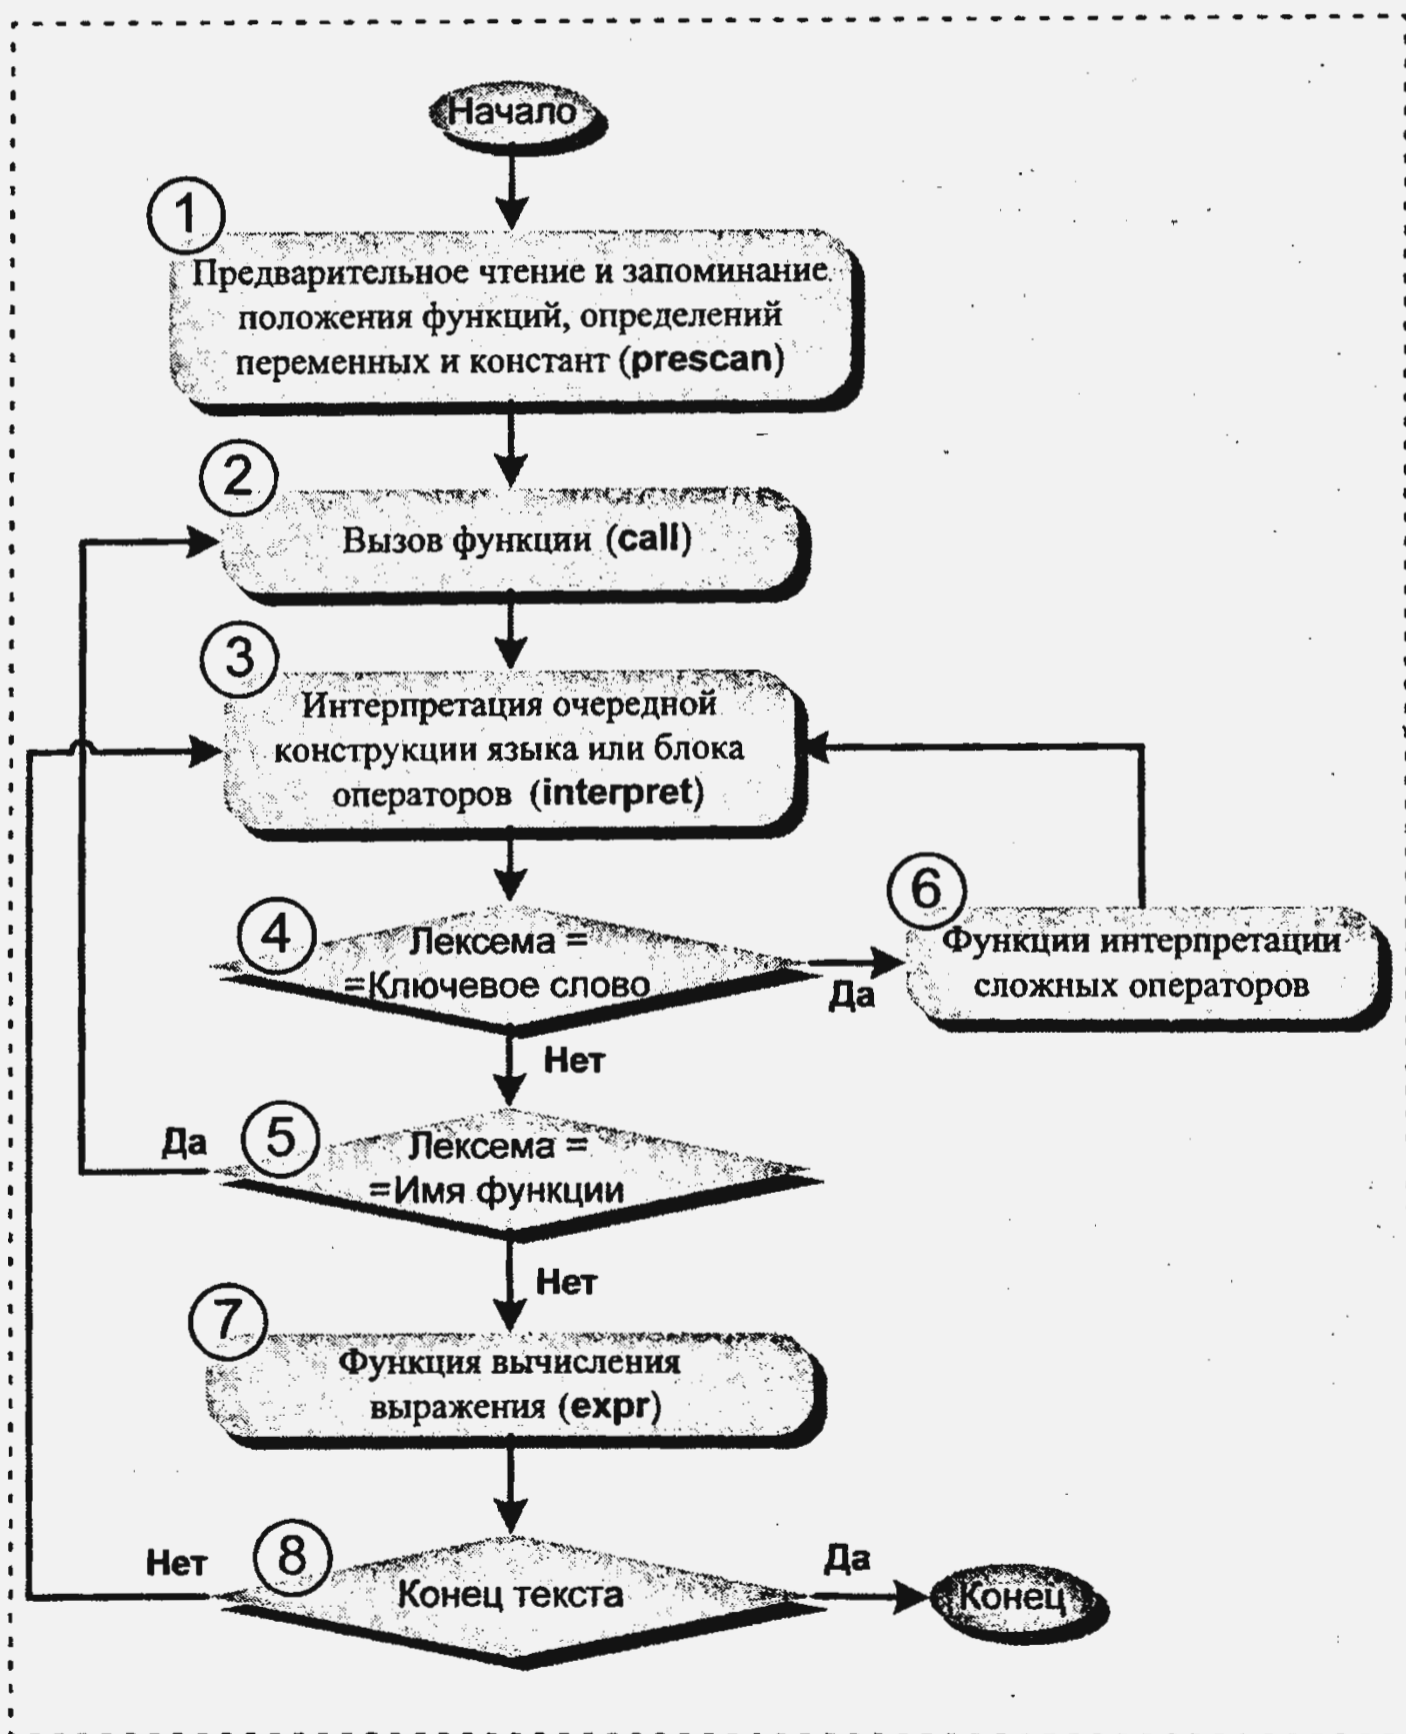 Начало
1
Предварительное чтение и запоминание
положения функций, определений
переменных и констант (prescan)
2
Вызов функции (call)
3
Интерпретация очередной
конструкции языка или блока
операторов (interpret)
4
Лексема =
=Ключевое слово
Да
6
Функции интерпретации
сложных операторов
Нет
5
Лексема =
=Имя функции
Да
Нет
7
Функция вычисления
выражения (expr)
8
Конец текста
Нет
Да
Конец